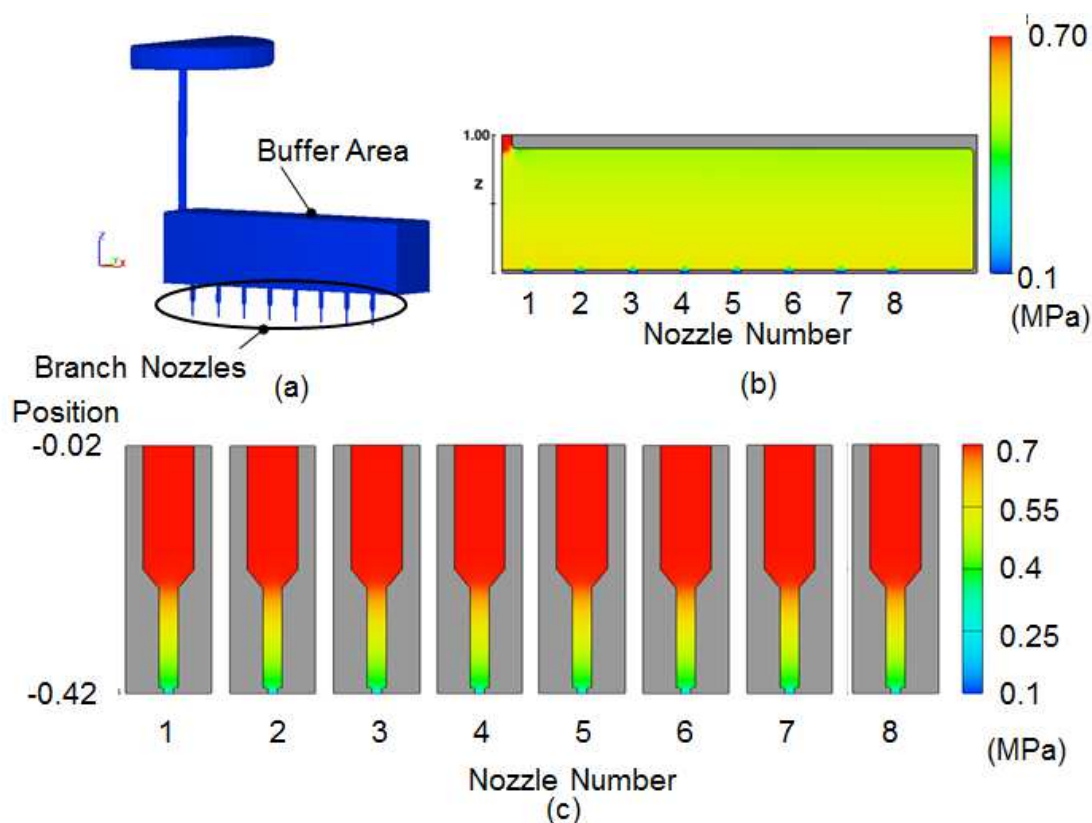 Buffer Area
Z
Y
X
Branch Nozzles
(a)
1.00
z
1 2 3 4 5 6 7 8
Nozzle Number
(b)
0.70
0.1
(MPa)
Position
-0.02
-0.42
1 2 3 4 5 6 7 8
Nozzle Number
(c)
0.7
0.55
0.4
0.25
0.1
(MPa)